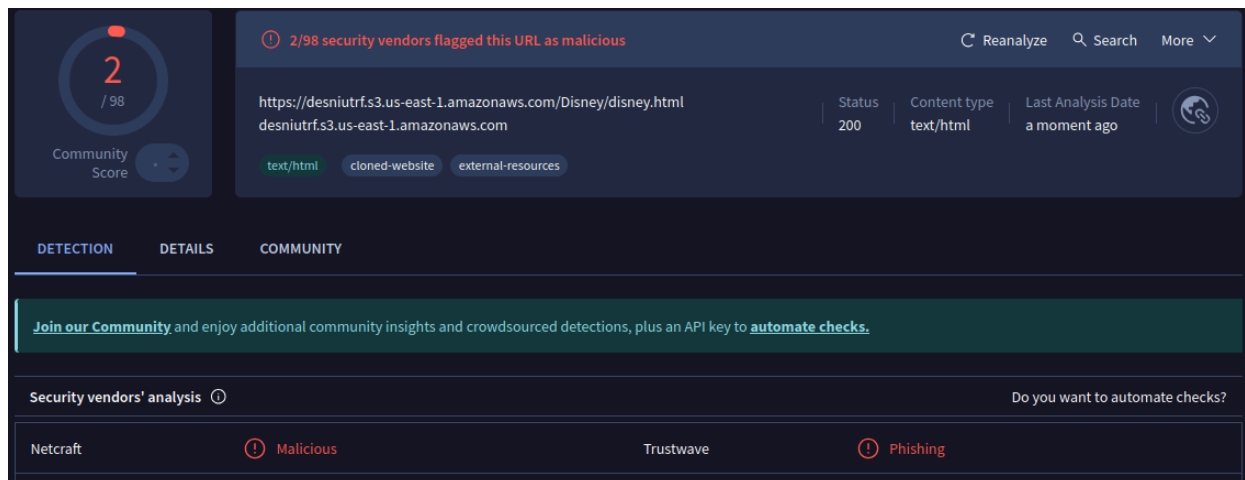 2
/ 98
Community
Score
2/98 security vendors flagged this URL as malicious
Reanalyze
Search
More
https://desniutrf.s3.us-east-1.amazonaws.com/Disney/disney.html
desniutrf.s3.us-east-1.amazonaws.com
Status
200
Content type
text/html
Last Analysis Date
a moment ago
text/html
cloned-website
external-resources
DETECTION
DETAILS
COMMUNITY
Join our Community and enjoy additional community insights and crowdsourced detections, plus an API key to automate checks.
Security vendors' analysis
Do you want to automate checks?
Netcraft
Malicious
Trustwave
Phishing